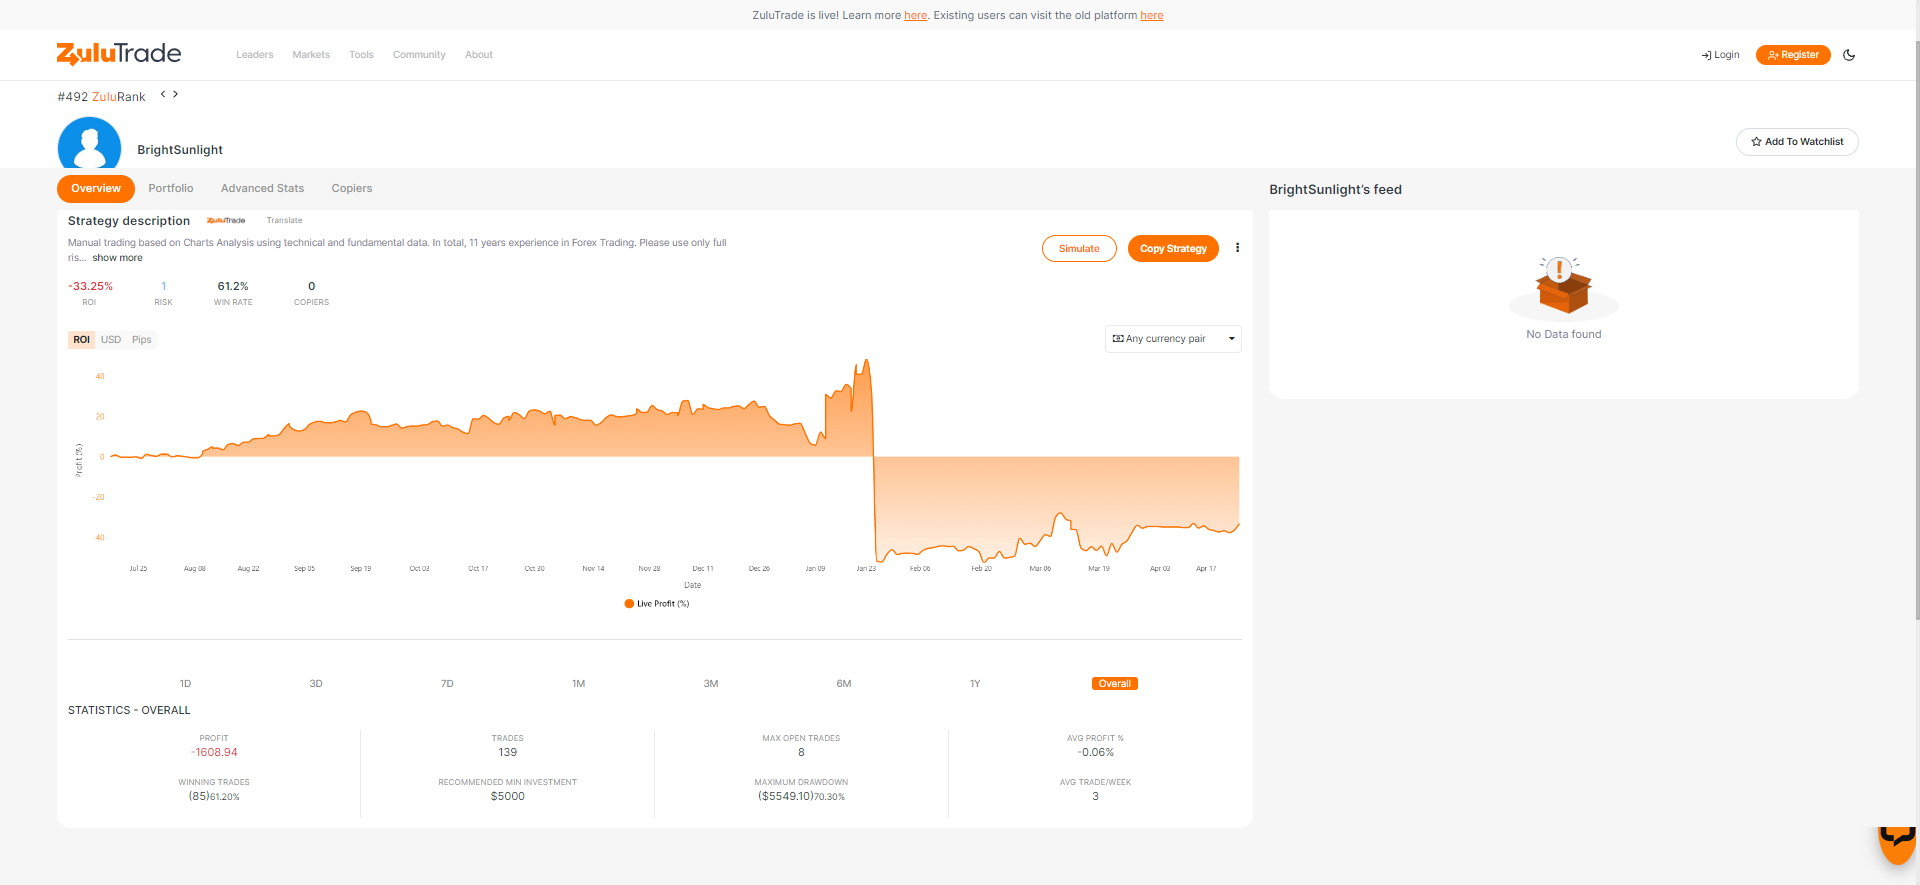 ZuluTrade is live! Learn more here. Existing users can visit the old platform here
ZuluTrade
Leaders Markets Tools Community About
Login Register
#492 ZuluRank
BrightSunlight
Add To Watchlist
Overview Portfolio Advanced Stats Copiers
BrightSunlight's feed
Strategy description ZuluTrade Translate
Manual trading based on Charts Analysis using technical and fundamental data. In total, 11 years experience in Forex Trading. Please use only full
ris... show more
Simulate Copy Strategy
-33.25% 1 61.2% 0
ROI RISK WIN RATE COPIERS
No Data found
ROI USD Pips
Any currency pair
40
20
0
-20
40
Profit (%)
Jul 25 Aug 08 Aug 22 Sep 05 Sep 19 Oct 03 Oct 17 Oct 30 Nov 14 Nov 28 Dec 11 Dec 26 Jan 09 Jan 23 Feb 06 Feb 20 Mar 06 Mar 19 Apr 03 Apr 17
Date
Live Profit (%)
1D 3D 7D 1M 3M 6M 1Y Overall
STATISTICS - OVERALL
PROFIT TRADES MAX OPEN TRADES AVG PROFIT %
-1608.94 139 8 -0.06%
WINNING TRADES RECOMMENDED MIN INVESTMENT MAXIMUM DRAWDOWN AVG TRADE/WEEK
(85)61.20% $5000 ($5549.10)70.30% 3